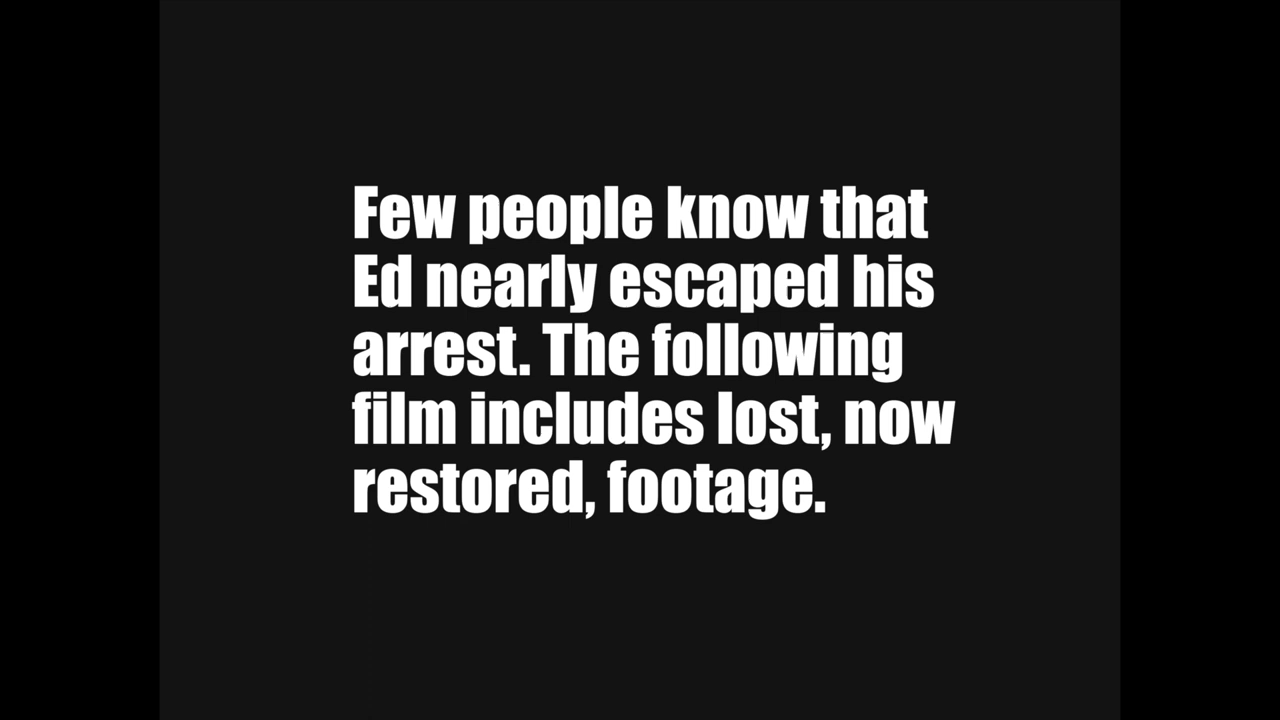 Few people know that
Ed nearly escaped his
arrest. The following
film includes lost, now
restored, footage.